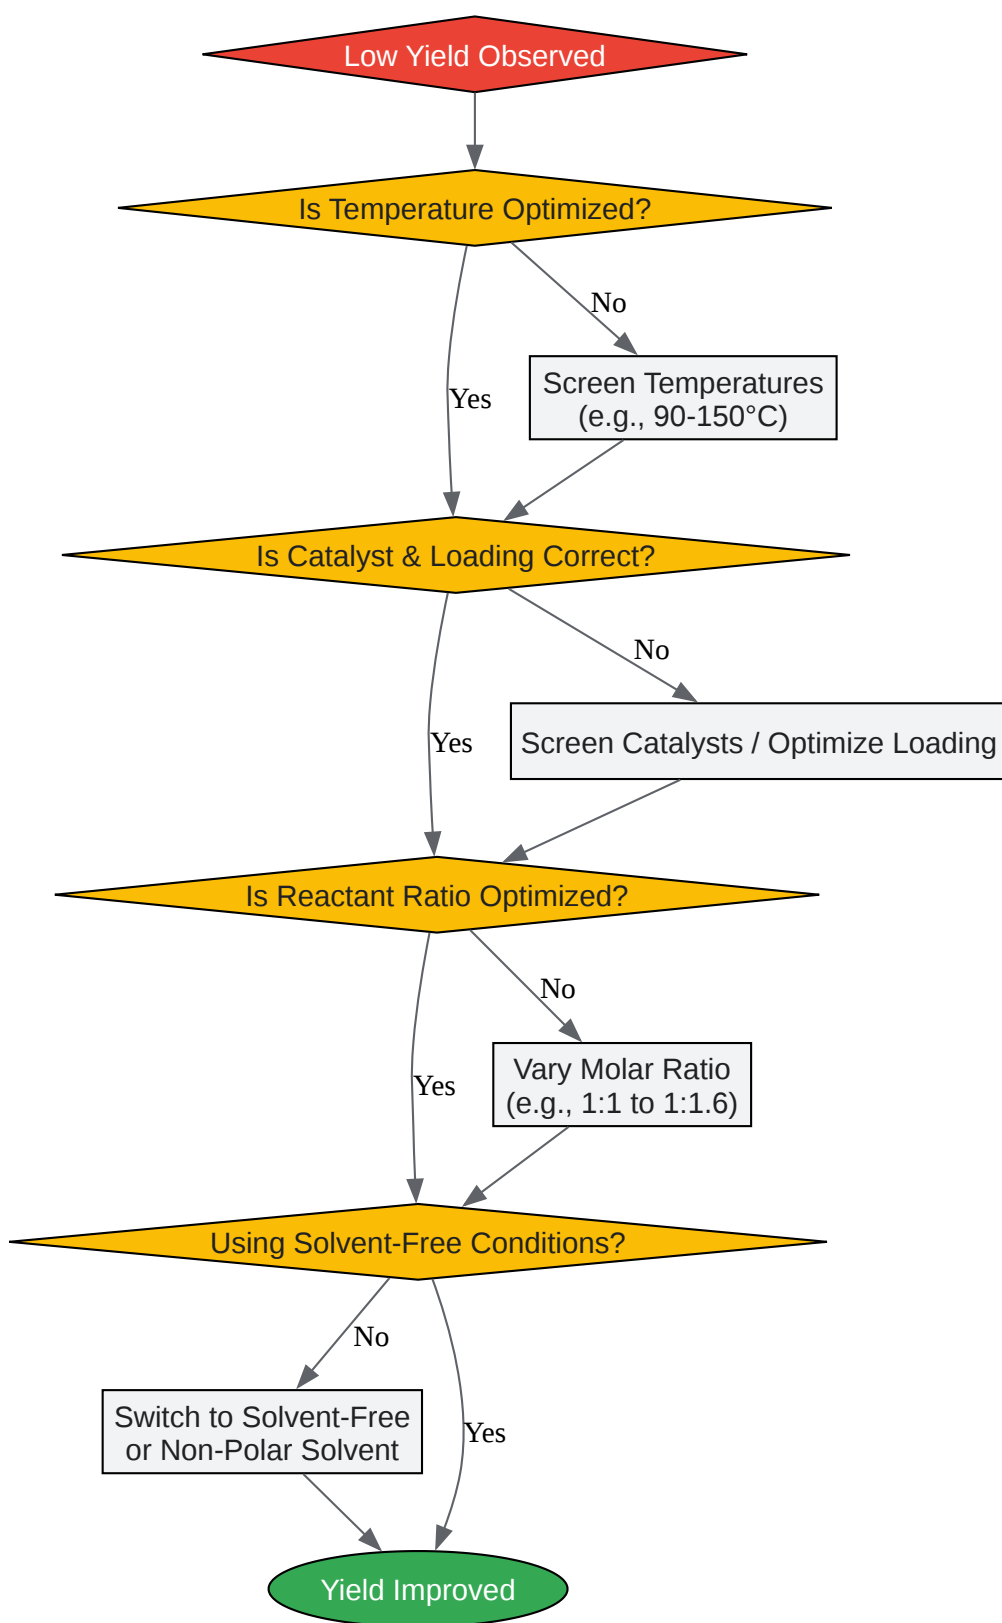 Low Yield Observed
Is Temperature Optimized?
No
Screen Temperatures
(e.g., 90-150°C)
Yes
Is Catalyst & Loading Correct?
No
Screen Catalysts / Optimize Loading
Yes
Is Reactant Ratio Optimized?
No
Vary Molar Ratio
(e.g., 1:1 to 1:1.6)
Yes
Using Solvent-Free Conditions?
No
Switch to Solvent-Free
or Non-Polar Solvent
Yes
Yield Improved